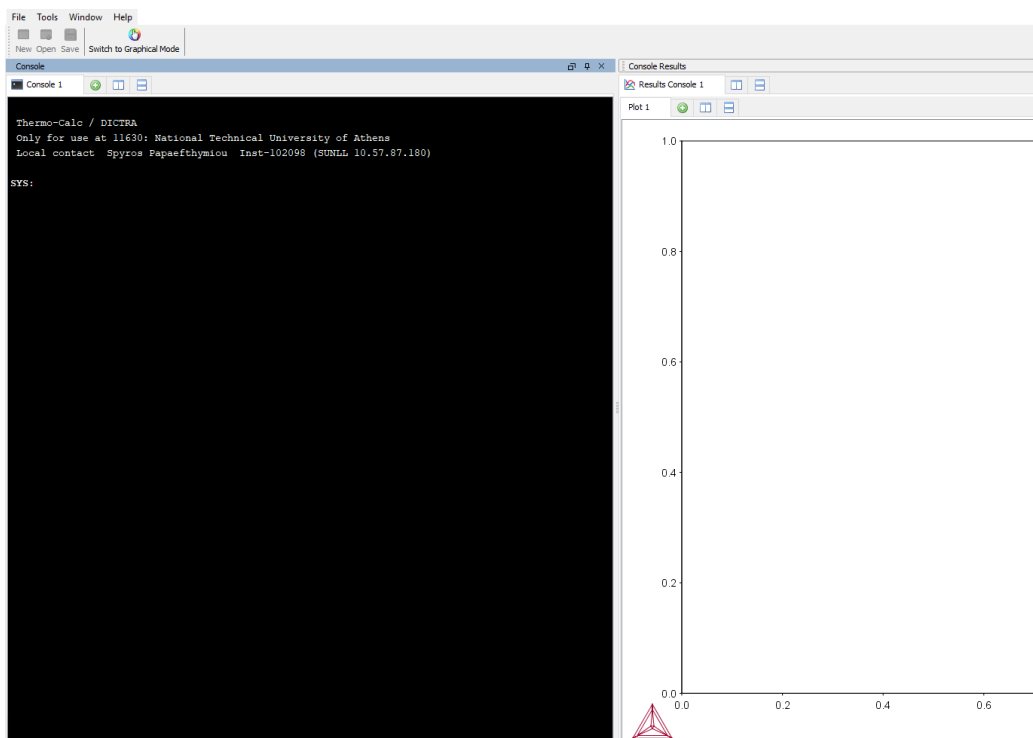 File Tools Window Help
New Open Save Switch to Graphical Mode
Console
Console 1
Thermo-Calc / DICTRA
Only for use at 11630: National Technical University of Athens
Local contact  Spyros Papaefthymiou  Inst-102098 (SUNLL 10.57.87.180)
SYS:
Console Results
Results Console 1
Plot 1
1.0
0.8
0.6
0.4
0.2
0.0
0.0 0.2 0.4 0.6